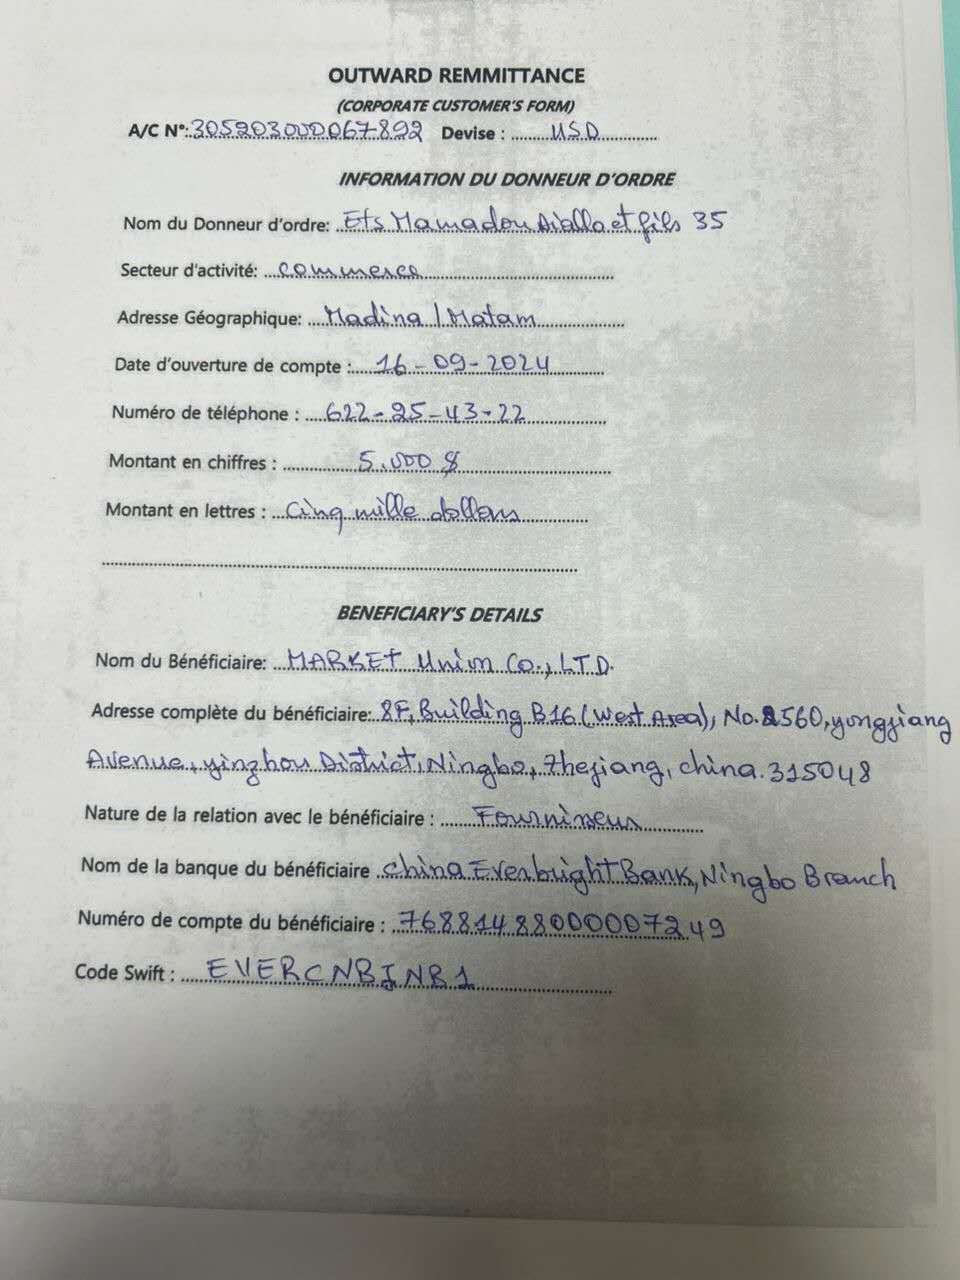 OUTWARD REMMITTANCE
(CORPORATE CUSTOMER'S FORM)
A/C N°: 305203000067892 Devise : USD
INFORMATION DU DONNEUR D'ORDRE
Nom du Donneur d'ordre: Ets Mamadou Diallo et fils 35
Secteur d'activité: Commerce
Adresse Géographique: Madina / Matam
Date d'ouverture de compte : 16-09-2024
Numéro de téléphone : 622-25-43-22
Montant en chiffres : 5.000 $
Montant en lettres : Cinq mille dollars
BENEFICIARY'S DETAILS
Nom du Bénéficiaire: MARKET Union Co., LTD.
Adresse complète du bénéficiaire: 8F, Building B16 (West Area), No. 2560, yongjiang
Avenue, yinzhou District, Ningbo, Zhejiang, china. 315048
Nature de la relation avec le bénéficiaire : Fournisseur
Nom de la banque du bénéficiaire china Everbright Bank, Ningbo Branch
Numéro de compte du bénéficiaire : 76881488000007249
Code Swift : EVERCNBJNB1